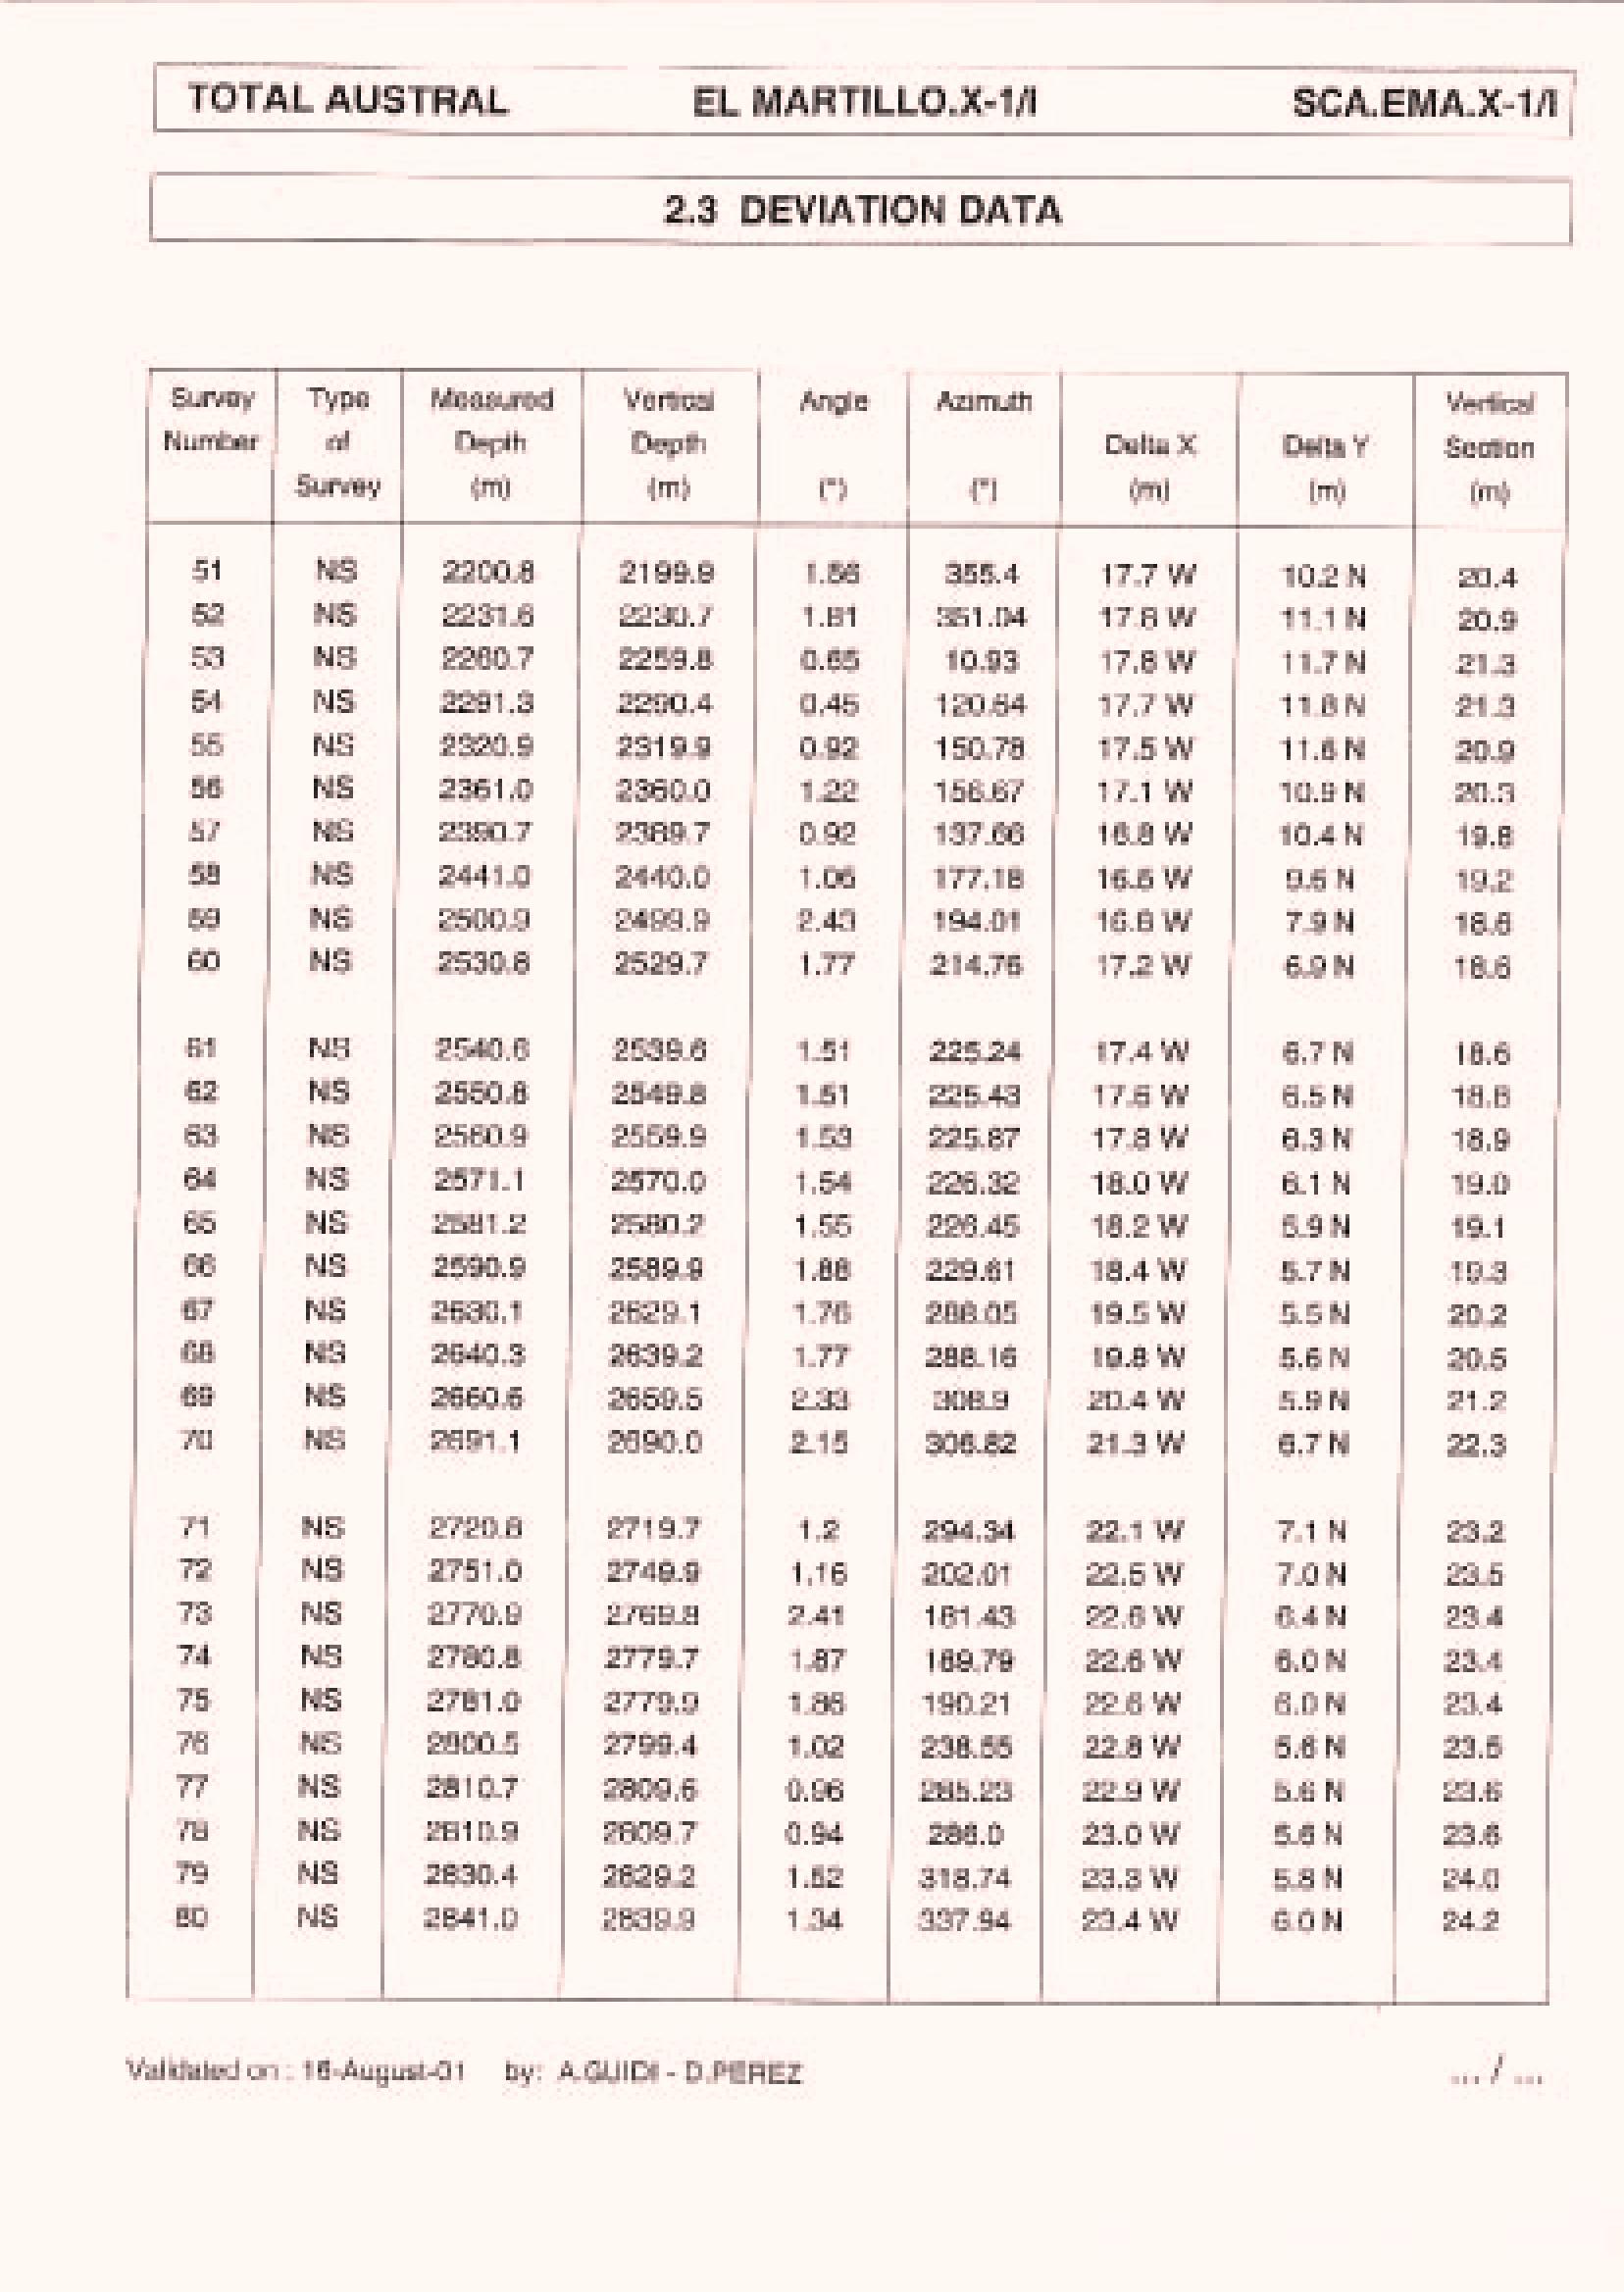 TOTAL AUSTRAL EL MARTILLO.X-1/I SCA.EMA.X-1/I
2.3 DEVIATION DATA
Survey Type Measured Vertical Angle Azimuth Vertical
Number of Depth Depth Delta X Delta Y Section
Survey (m) (m) (°) (°) (m) (m) (m)
51 NS 2200.8 2199.9 1.56 355.4 17.7 W 10.2 N 20.4
52 NS 2231.6 2230.7 1.81 351.04 17.8 W 11.1 N 20.9
53 NS 2260.7 2259.8 0.65 10.93 17.8 W 11.7 N 21.3
54 NS 2291.3 2290.4 0.45 120.64 17.7 W 11.8 N 21.3
55 NS 2320.9 2319.9 0.92 150.78 17.5 W 11.6 N 20.9
56 NS 2361.0 2360.0 1.22 156.67 17.1 W 10.9 N 20.3
57 NS 2390.7 2389.7 0.92 137.66 16.8 W 10.4 N 19.8
58 NS 2441.0 2440.0 1.06 177.18 16.6 W 9.6 N 19.2
59 NS 2500.9 2499.9 2.43 194.01 16.8 W 7.9 N 18.6
60 NS 2530.8 2529.7 1.77 214.76 17.2 W 6.9 N 18.6
61 NS 2540.6 2539.6 1.51 225.24 17.4 W 6.7 N 18.6
62 NS 2550.8 2549.8 1.51 225.43 17.6 W 6.5 N 18.8
63 NS 2560.9 2559.9 1.53 225.87 17.8 W 6.3 N 18.9
64 NS 2571.1 2570.0 1.54 226.32 18.0 W 6.1 N 19.0
65 NS 2581.2 2580.2 1.55 226.45 18.2 W 5.9 N 19.1
66 NS 2590.9 2589.9 1.88 229.61 18.4 W 5.7 N 19.3
67 NS 2630.1 2629.1 1.76 288.05 19.5 W 5.5 N 20.2
68 NS 2640.3 2639.2 1.77 288.16 19.8 W 5.6 N 20.5
69 NS 2660.6 2659.5 2.33 308.9 20.4 W 5.9 N 21.2
70 NS 2691.1 2690.0 2.15 306.82 21.3 W 6.7 N 22.3
71 NS 2720.8 2719.7 1.2 294.34 22.1 W 7.1 N 23.2
72 NS 2751.0 2749.9 1.16 202.01 22.5 W 7.0 N 23.5
73 NS 2770.9 2769.8 2.41 181.43 22.6 W 6.4 N 23.4
74 NS 2780.8 2779.7 1.87 189.79 22.6 W 6.0 N 23.4
75 NS 2781.0 2779.9 1.86 190.21 22.6 W 6.0 N 23.4
76 NS 2800.5 2799.4 1.02 238.55 22.8 W 5.6 N 23.5
77 NS 2810.7 2809.6 0.96 285.23 22.9 W 5.6 N 23.6
78 NS 2810.9 2809.7 0.94 286.0 23.0 W 5.6 N 23.6
79 NS 2830.4 2829.2 1.52 318.74 23.3 W 5.8 N 24.0
80 NS 2841.0 2839.9 1.34 337.94 23.4 W 6.0 N 24.2
Validated on : 16-August-01 by: A.GUIDI - D.PEREZ ... / ...